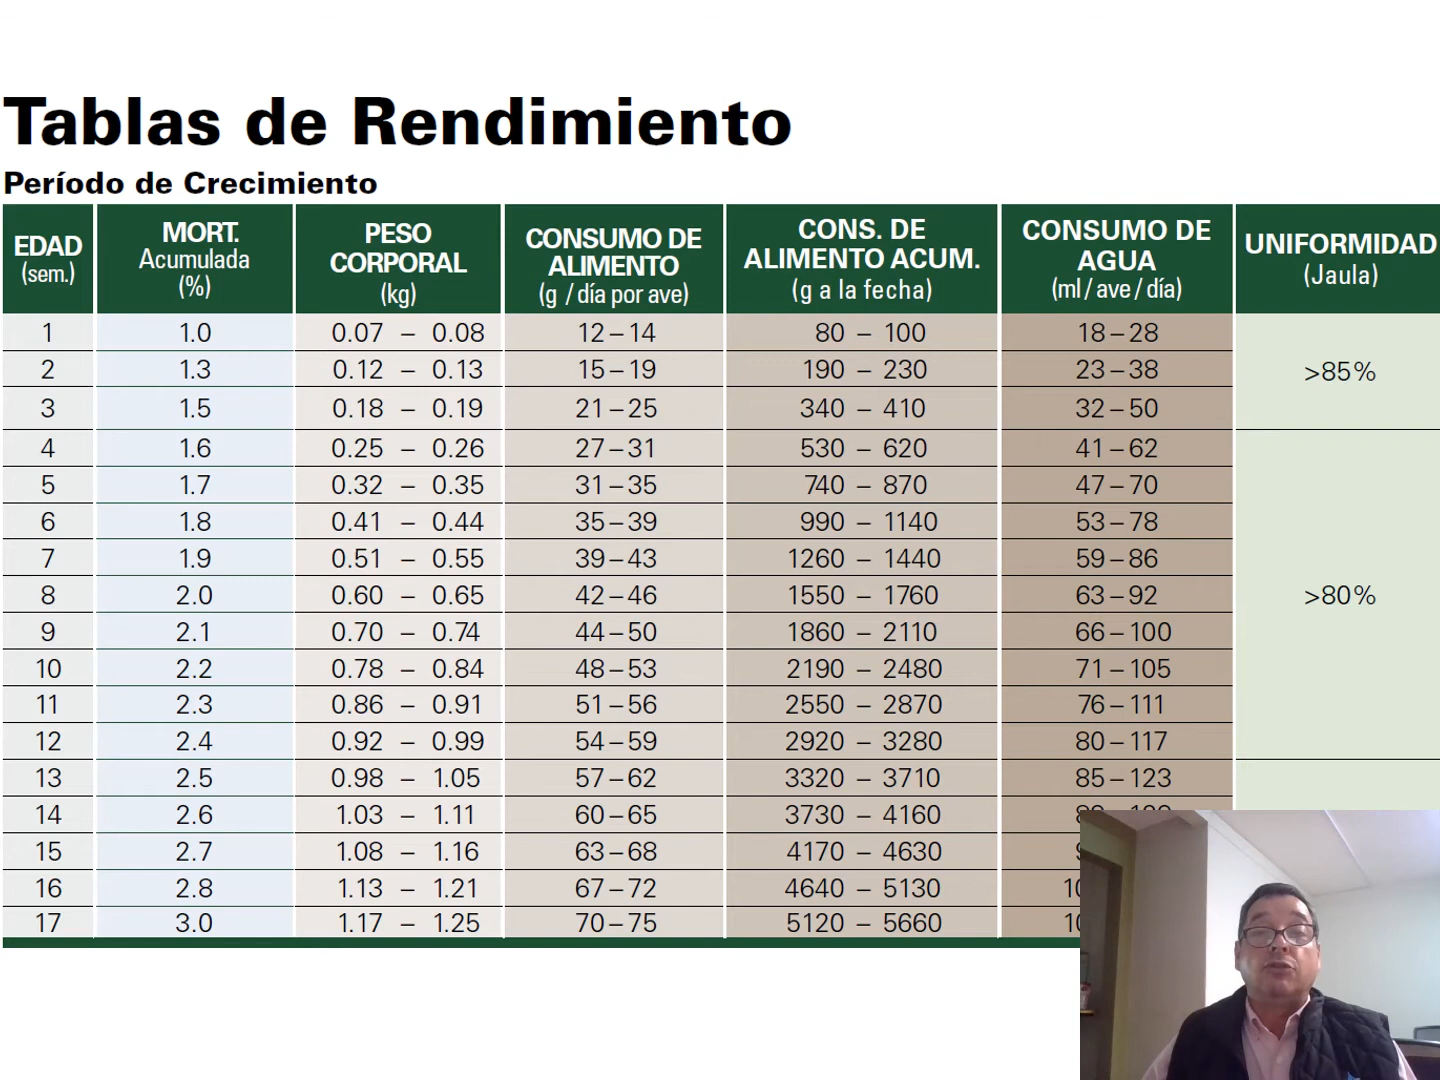 Tablas de Rendimiento
Período de Crecimiento
EDAD (sem.) MORT. Acumulada (%) PESO CORPORAL (kg) CONSUMO DE ALIMENTO (g / día por ave) CONS. DE ALIMENTO ACUM. (g a la fecha) CONSUMO DE AGUA (ml / ave / día) UNIFORMIDAD (Jaula)
1 1.0 0.07 – 0.08 12 – 14 80 – 100 18 – 28
2 1.3 0.12 – 0.13 15 – 19 190 – 230 23 – 38 >85%
3 1.5 0.18 – 0.19 21 – 25 340 – 410 32 – 50
4 1.6 0.25 – 0.26 27 – 31 530 – 620 41 – 62
5 1.7 0.32 – 0.35 31 – 35 740 – 870 47 – 70
6 1.8 0.41 – 0.44 35 – 39 990 – 1140 53 – 78
7 1.9 0.51 – 0.55 39 – 43 1260 – 1440 59 – 86
8 2.0 0.60 – 0.65 42 – 46 1550 – 1760 63 – 92 >80%
9 2.1 0.70 – 0.74 44 – 50 1860 – 2110 66 – 100
10 2.2 0.78 – 0.84 48 – 53 2190 – 2480 71 – 105
11 2.3 0.86 – 0.91 51 – 56 2550 – 2870 76 – 111
12 2.4 0.92 – 0.99 54 – 59 2920 – 3280 80 – 117
13 2.5 0.98 – 1.05 57 – 62 3320 – 3710 85 – 123
14 2.6 1.03 – 1.11 60 – 65 3730 – 4160
15 2.7 1.08 – 1.16 63 – 68 4170 – 4630
16 2.8 1.13 – 1.21 67 – 72 4640 – 5130
17 3.0 1.17 – 1.25 70 – 75 5120 – 5660